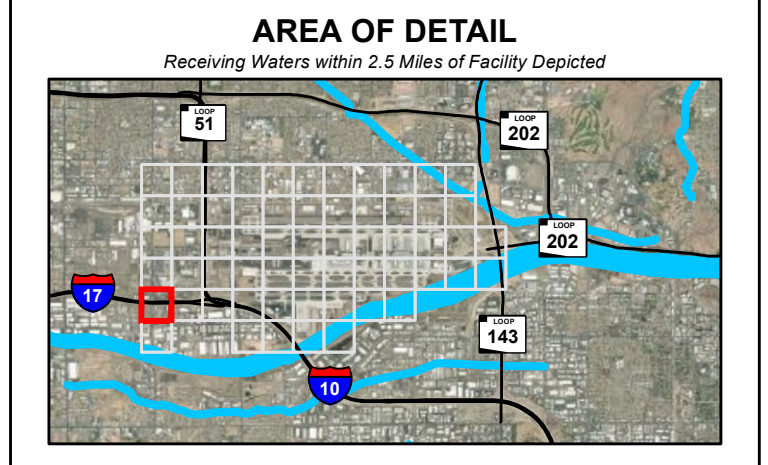 AREA OF DETAIL
Receiving Waters within 2.5 Miles of Facility Depicted
LOOP
51
LOOP
202
LOOP
202
17
LOOP
143
10